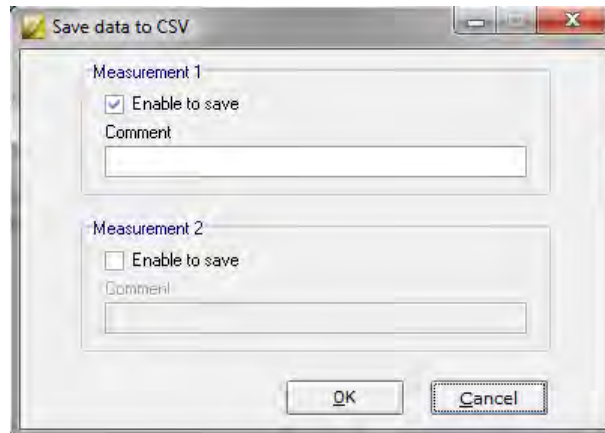 Save data to CSV
Measurement 1
Enable to save
Comment
Measurement 2
Enable to save
Comment
OK
Cancel